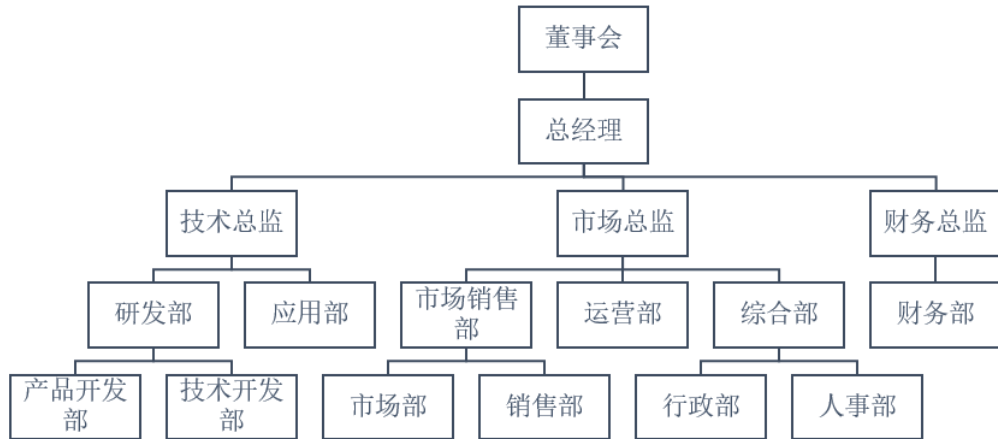 董事会
总经理
技术总监
市场总监
财务总监
研发部
应用部
市场销售
部
运营部
综合部
财务部
产品开发
部
技术开发
部
市场部
销售部
行政部
人事部